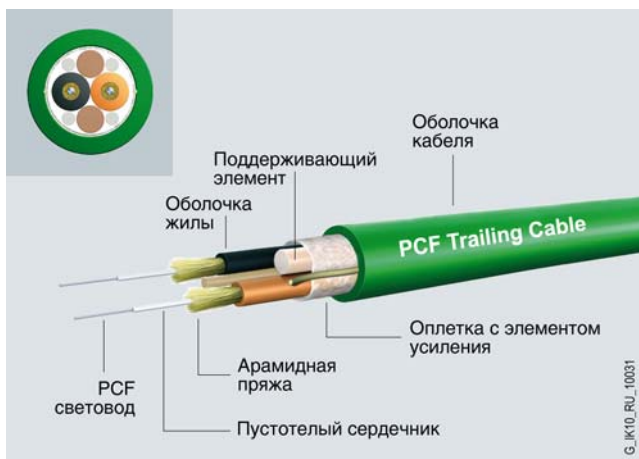 Оболочка
кабеля
Поддерживающий
элемент
Оболочка
жилы
PCF Trailing Cable
Оплетка с элементом
усиления
Арамидная
пряжа
PCF
световод
Пустотелый сердечник
G_IK10_RU_10031